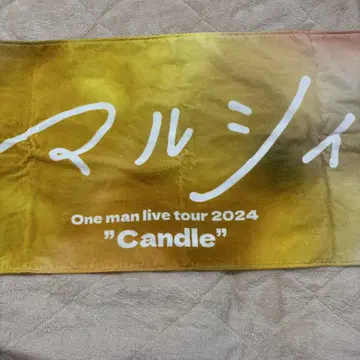 マルシィ
One man live tour 2024
"Candle"